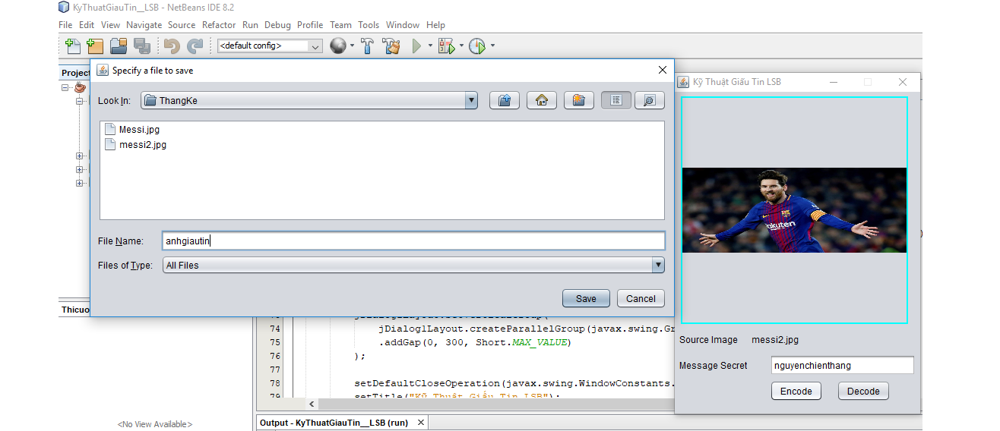 KyThuatGiauTin__LSB - NetBeans IDE 8.2
File Edit View Navigate Source Refactor Run Debug Profile Team Tools Window Help
<default config>
Project
Specify a file to save
Look In: ThangKe
Messi.jpg
messi2.jpg
File Name: anhgiautin
Files of Type: All Files
Save Cancel
Kỹ Thuật Giấu Tin LSB
Rakuten
Source Image messi2.jpg
Message Secret nguyenchienthang
Encode Decode
Thicuo
74 jDialog1Layout.createParallelGroup(javax.swing.Gr
75 .addGap(0, 300, Short.MAX_VALUE)
76 );
77
78 setDefaultCloseOperation(javax.swing.WindowConstants.
79 setTitle("Kỹ Thuật Giấu Tin LSB");
<No View Available>
Output - KyThuatGiauTin__LSB (run)